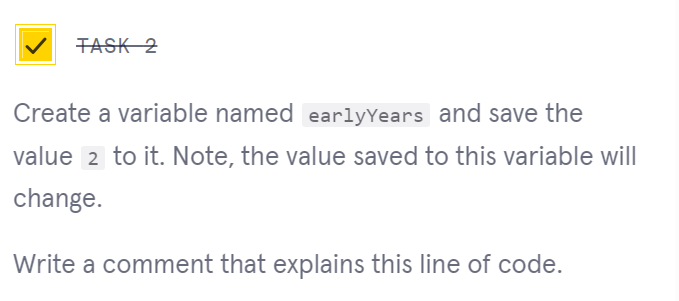 TASK 2
Create a variable named earlyYears and save the
value 2 to it. Note, the value saved to this variable will
change.
Write a comment that explains this line of code.